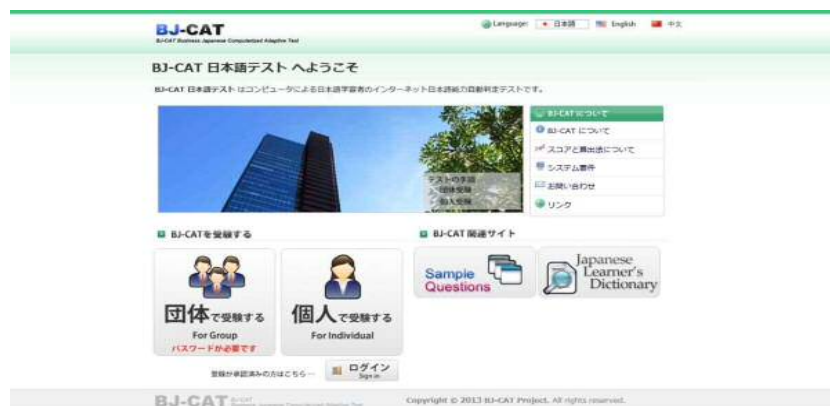 BJ-CAT
BJ-CAT Business Japanese Computerized Adaptive Test
Language: 日本語 English 中文
BJ-CAT 日本語テスト へようこそ
BJ-CAT 日本語テスト はコンピュータによる日本語学習者のインターネット日本語能力自動判定テストです。
BJ-CAT について
BJ-CAT について
スコアと算出法について
システム要件
お問い合わせ
リンク
テストの手順
団体受験
個人受験
BJ-CATを受験する
団体で受験する
For Group
パスワードが必要です
個人で受験する
For Individual
登録が承認済みの方はこちら…
ログイン
Sign in
BJ-CAT 関連サイト
Sample
Questions
Japanese
Learner's
Dictionary
BJ-CAT
Copyright © 2013 BJ-CAT Project. All rights reserved.